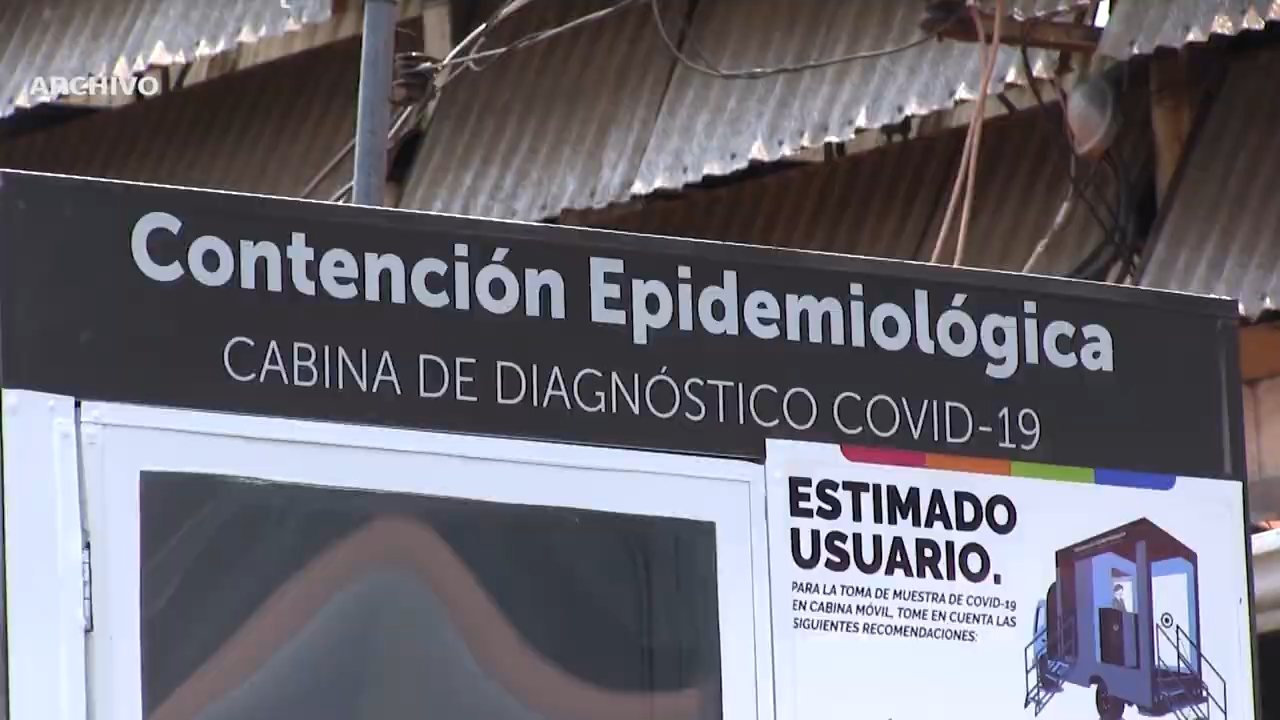 ARCHIVO
Contención Epidemiológica
CABINA DE DIAGNÓSTICO COVID-19
ESTIMADO
USUARIO.
PARA LA TOMA DE MUESTRA DE COVID-19
EN CABINA MÓVIL, TOME EN CUENTA LAS
SIGUIENTES RECOMENDACIONES: